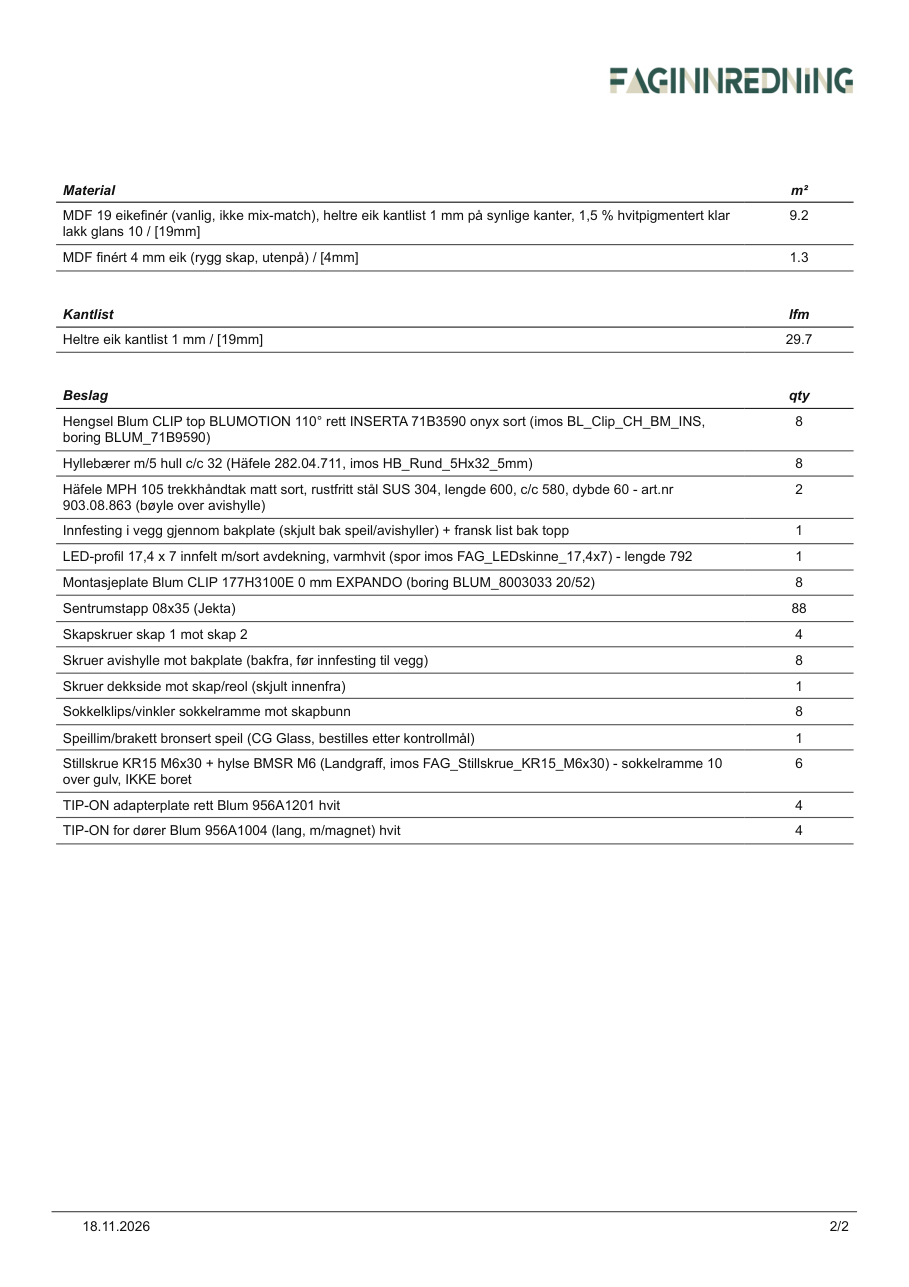 FAGINNREDNING
Material m²
MDF 19 eikefinér (vanlig, ikke mix-match), heltre eik kantlist 1 mm på synlige kanter, 1,5 % hvitpigmentert klar 9.2
lakk glans 10 / [19mm]
MDF finért 4 mm eik (rygg skap, utenpå) / [4mm] 1.3
Kantlist lfm
Heltre eik kantlist 1 mm / [19mm] 29.7
Beslag qty
Hengsel Blum CLIP top BLUMOTION 110° rett INSERTA 71B3590 onyx sort (imos BL_Clip_CH_BM_INS, 8
boring BLUM_71B9590)
Hyllebærer m/5 hull c/c 32 (Häfele 282.04.711, imos HB_Rund_5Hx32_5mm) 8
Häfele MPH 105 trekkhåndtak matt sort, rustfritt stål SUS 304, lengde 600, c/c 580, dybde 60 - art.nr 2
903.08.863 (bøyle over avishylle)
Innfesting i vegg gjennom bakplate (skjult bak speil/avishyller) + fransk list bak topp 1
LED-profil 17,4 x 7 innfelt m/sort avdekning, varmhvit (spor imos FAG_LEDskinne_17,4x7) - lengde 792 1
Montasjeplate Blum CLIP 177H3100E 0 mm EXPANDO (boring BLUM_8003033 20/52) 8
Sentrumstapp 08x35 (Jekta) 88
Skapskruer skap 1 mot skap 2 4
Skruer avishylle mot bakplate (bakfra, før innfesting til vegg) 8
Skruer dekkside mot skap/reol (skjult innenfra) 1
Sokkelklips/vinkler sokkelramme mot skapbunn 8
Speillim/brakett bronsert speil (CG Glass, bestilles etter kontrollmål) 1
Stillskrue KR15 M6x30 + hylse BMSR M6 (Landgraff, imos FAG_Stillskrue_KR15_M6x30) - sokkelramme 10 6
over gulv, IKKE boret
TIP-ON adapterplate rett Blum 956A1201 hvit 4
TIP-ON for dører Blum 956A1004 (lang, m/magnet) hvit 4
18.11.2026 2/2